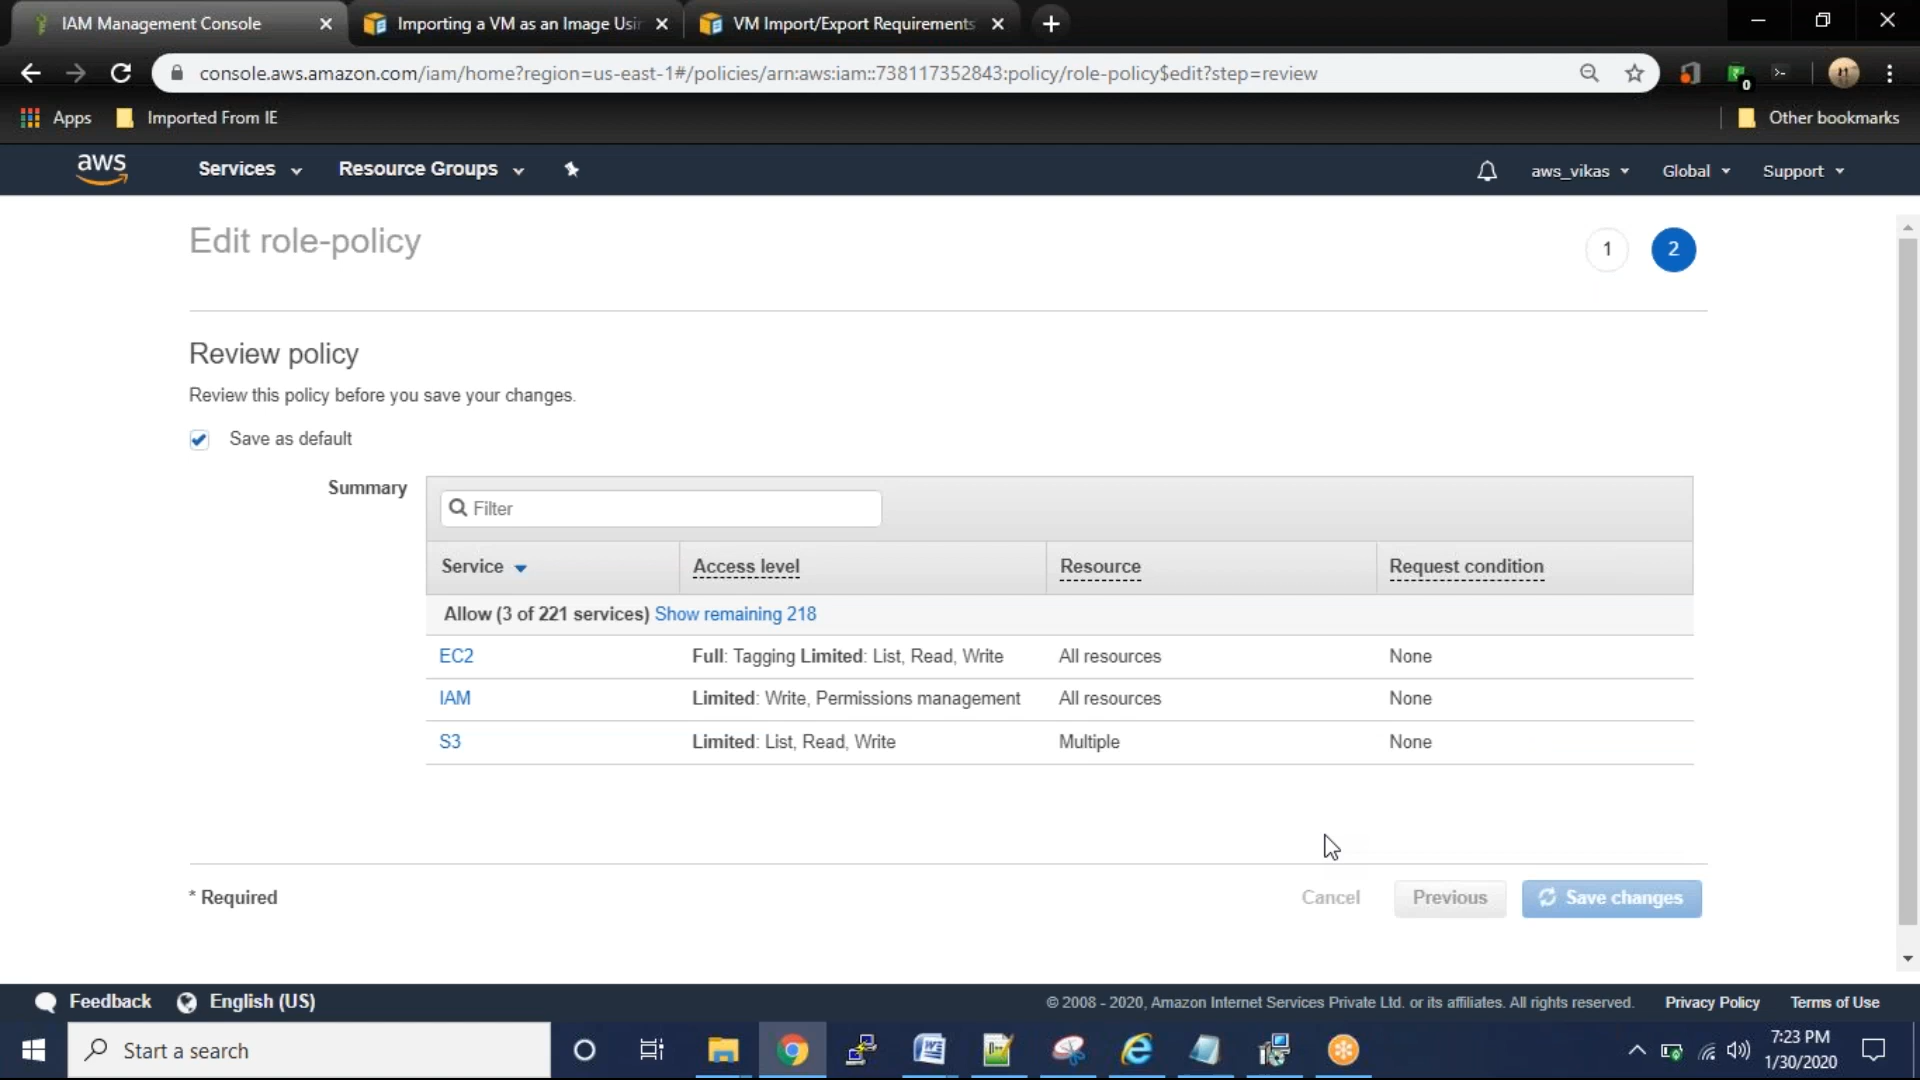 IAM Management Console
Importing a VM as an Image Usi
VM Import/Export Requirements
console.aws.amazon.com/iam/home?region=us-east-1#/policies/arn:aws:iam::738117352843:policy/role-policy$edit?step=review
0
Apps
Imported From IE
Other bookmarks
aws
Services
Resource Groups
aws_vikas
Global
Support
Edit role-policy
1
2
Review policy
Review this policy before you save your changes.
Save as default
Summary
Filter
Service
Access level
Resource
Request condition
Allow (3 of 221 services) Show remaining 218
EC2
Full: Tagging Limited: List, Read, Write
All resources
None
IAM
Limited: Write, Permissions management
All resources
None
S3
Limited: List, Read, Write
Multiple
None
* Required
Cancel
Previous
Save changes
Feedback
English (US)
© 2008 - 2020, Amazon Internet Services Private Ltd. or its affiliates. All rights reserved.
Privacy Policy
Terms of Use
Start a search
7:23 PM
1/30/2020